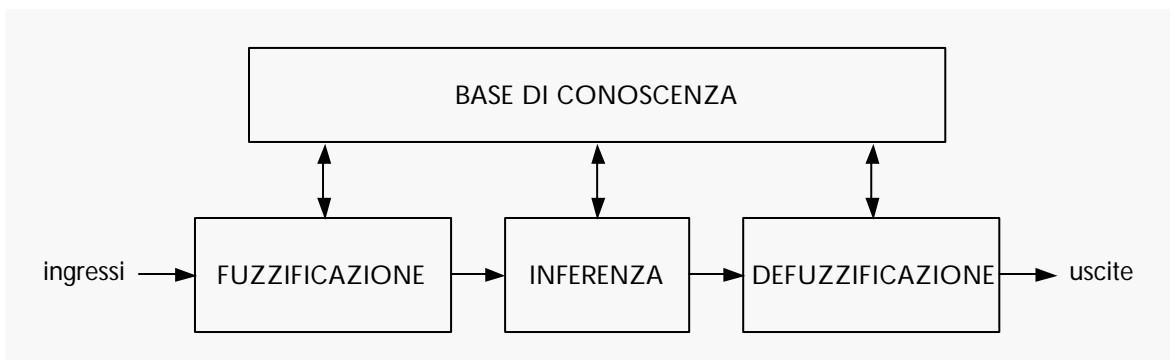 BASE DI CONOSCENZA
ingressi
FUZZIFICAZIONE
INFERENZA
DEFUZZIFICAZIONE
uscite